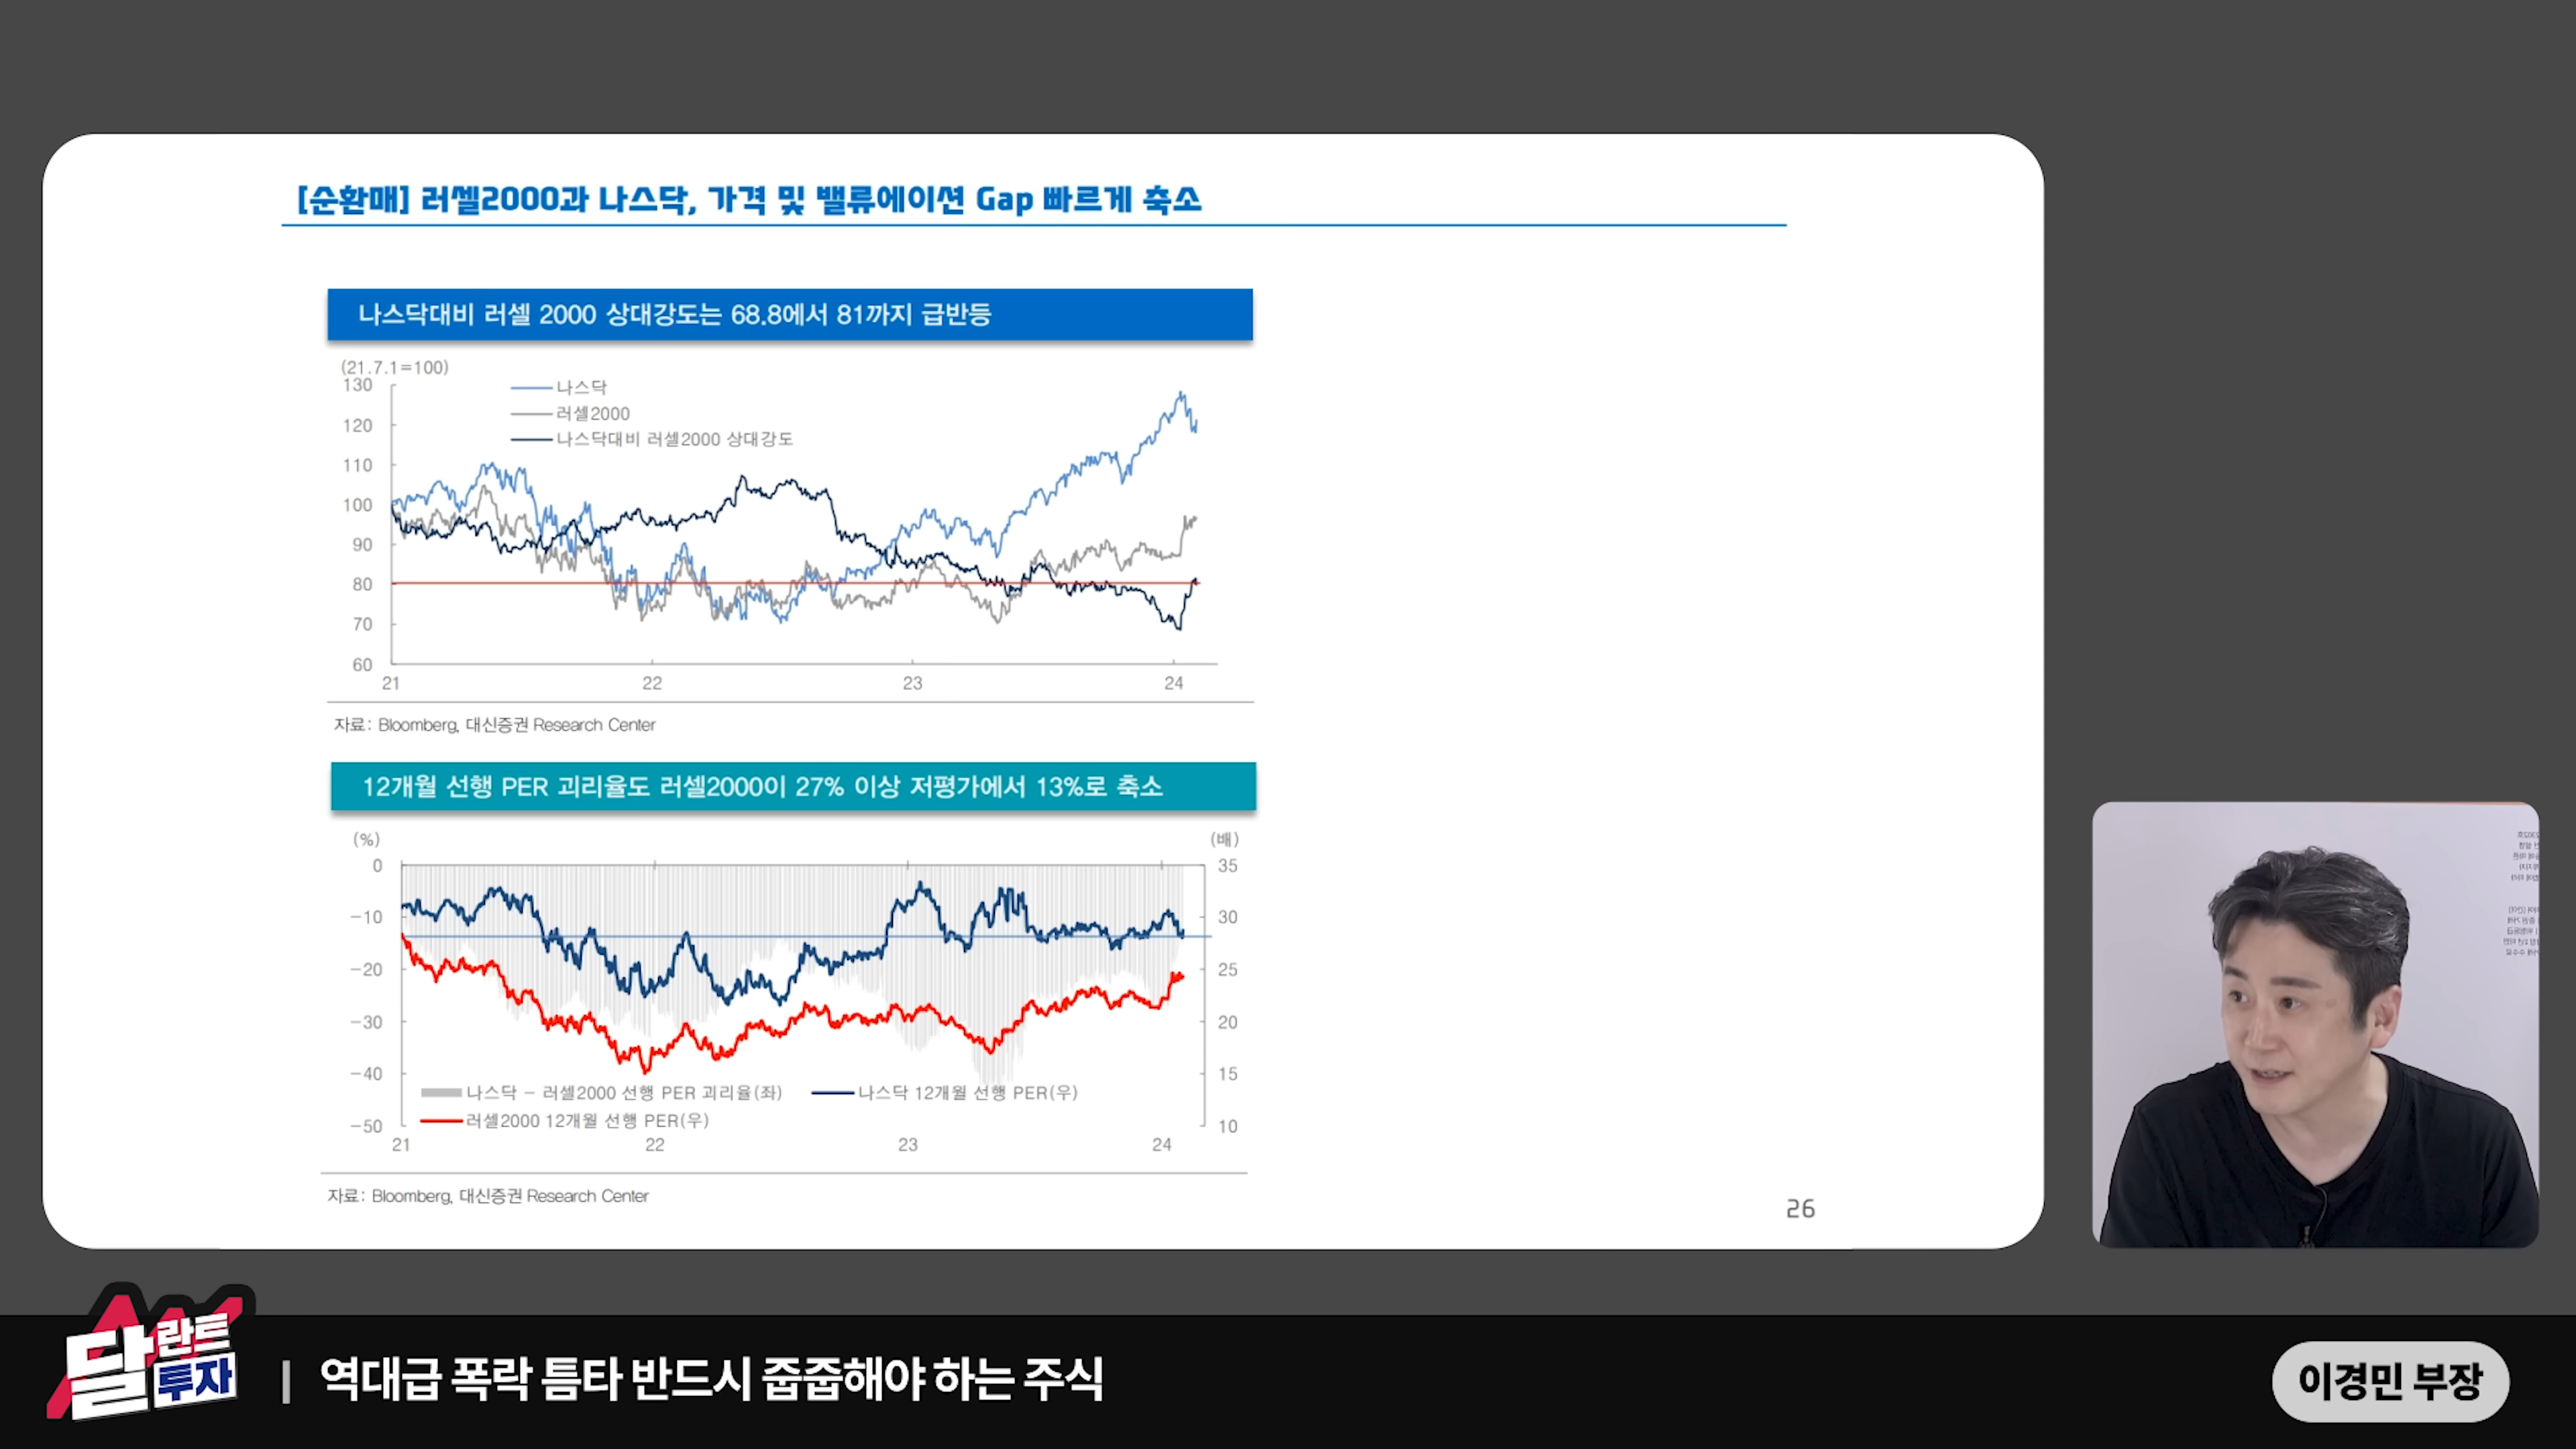 [순환매] 러셀2000과 나스닥, 가격 및 밸류에이션 Gap 빠르게 축소
나스닥대비 러셀 2000 상대강도는 68.8에서 81까지 급반등
(21.7.1=100)
130
120
110
100
90
80
70
60
나스닥
러셀2000
나스닥대비 러셀2000 상대강도
21 22 23 24
자료: Bloomberg, 대신증권 Research Center
12개월 선행 PER 괴리율도 러셀2000이 27% 이상 저평가에서 13%로 축소
(%) (배)
0 35
-10 30
-20 25
-30 20
-40 15
-50 10
나스닥 - 러셀2000 선행 PER 괴리율(좌) 나스닥 12개월 선행 PER(우)
러셀2000 12개월 선행 PER(우)
21 22 23 24
자료: Bloomberg, 대신증권 Research Center
26
달란트
투자
| 역대급 폭락 틈타 반드시 줍줍해야 하는 주식
이경민 부장